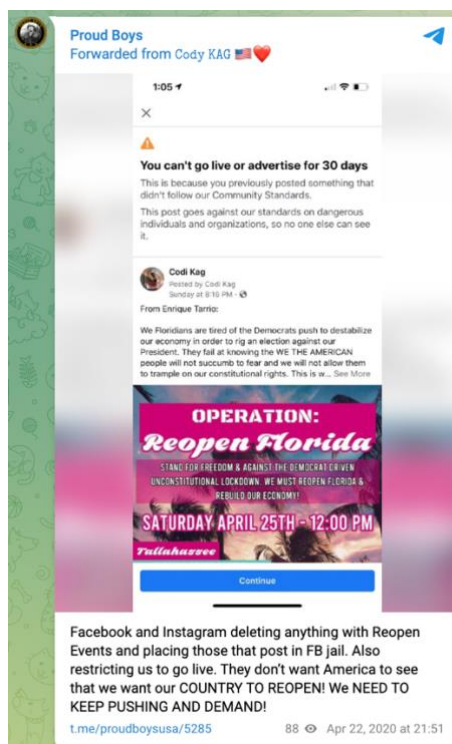 Proud Boys
Forwarded from Cody KAG 🇺🇸❤️
1:05
You can't go live or advertise for 30 days
This is because you previously posted something that
didn't follow our Community Standards.
This post goes against our standards on dangerous
individuals and organizations, so no one else can see
it.
Codi Kag
Posted by Codi Kag
Sunday at 8:16 PM
From Enrique Tarrio:
We Floridians are tired of the Democrats push to destabilize
our economy in order to rig an election against our
President. They fail at knowing the WE THE AMERICAN
people will not succumb to fear and we will not allow them
to trample on our constitutional rights. This is w... See More
OPERATION:
Reopen Florida
STAND FOR FREEDOM & AGAINST THE DEMOCRAT DRIVEN
UNCONSTITUTIONAL LOCKDOWN. WE MUST REOPEN FLORIDA &
REBUILD OUR ECONOMY!
SATURDAY APRIL 25TH - 12:00 PM
Tallahassee
Continue
Facebook and Instagram deleting anything with Reopen
Events and placing those that post in FB jail. Also
restricting us to go live. They don't want America to see
that we want our COUNTRY TO REOPEN! We NEED TO
KEEP PUSHING AND DEMAND!
t.me/proudboysusa/5285
88
Apr 22, 2020 at 21:51